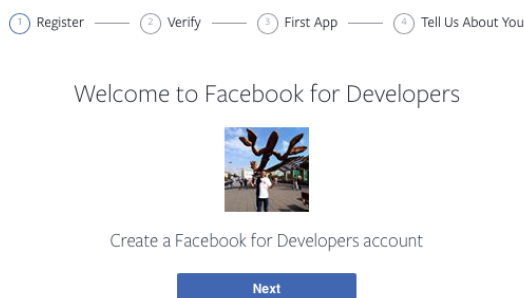 1 Register 2 Verify 3 First App 4 Tell Us About You
Welcome to Facebook for Developers
Create a Facebook for Developers account
Next